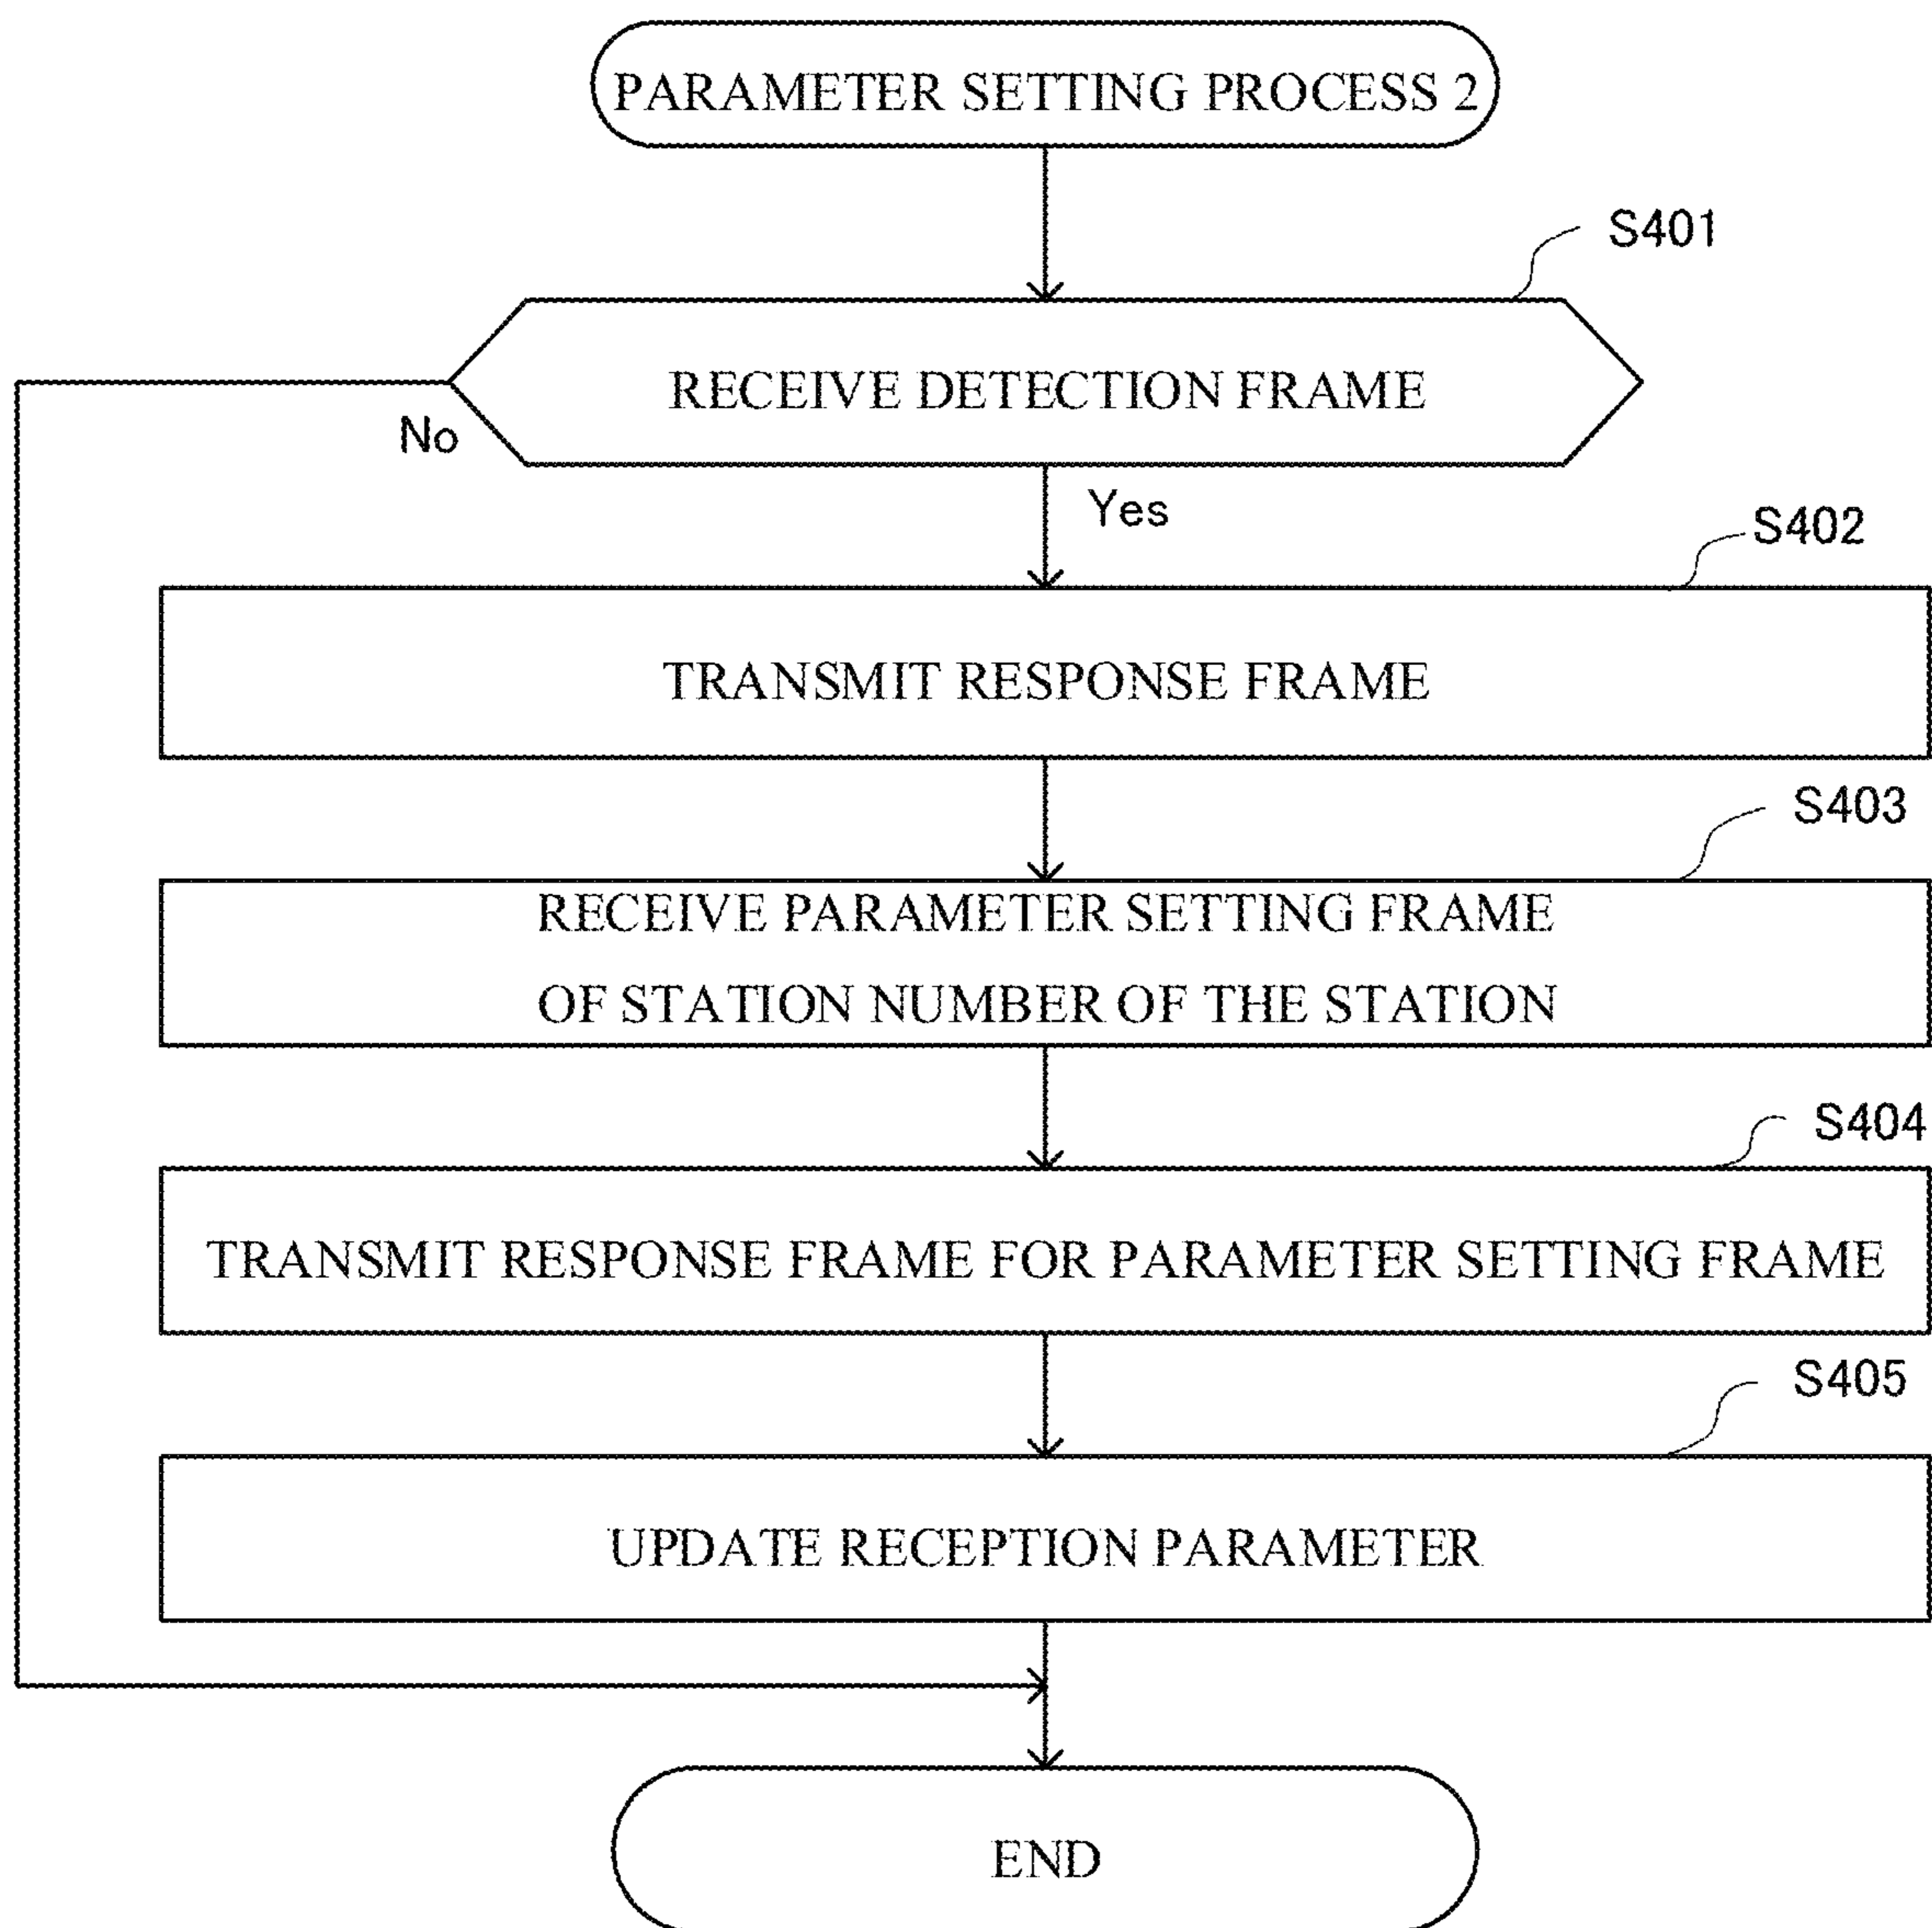 PARAMETER SETTING PROCESS 2
S401
RECEIVE DETECTION FRAME
No
Yes
S402
TRANSMIT RESPONSE FRAME
S403
RECEIVE PARAMETER SETTING FRAME
OF STATION NUMBER OF THE STATION
S404
TRANSMIT RESPONSE FRAME FOR PARAMETER SETTING FRAME
S405
UPDATE RECEPTION PARAMETER
END